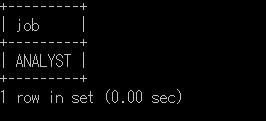 +---------+
| job     |
+---------+
| ANALYST |
+---------+
1 row in set (0.00 sec)